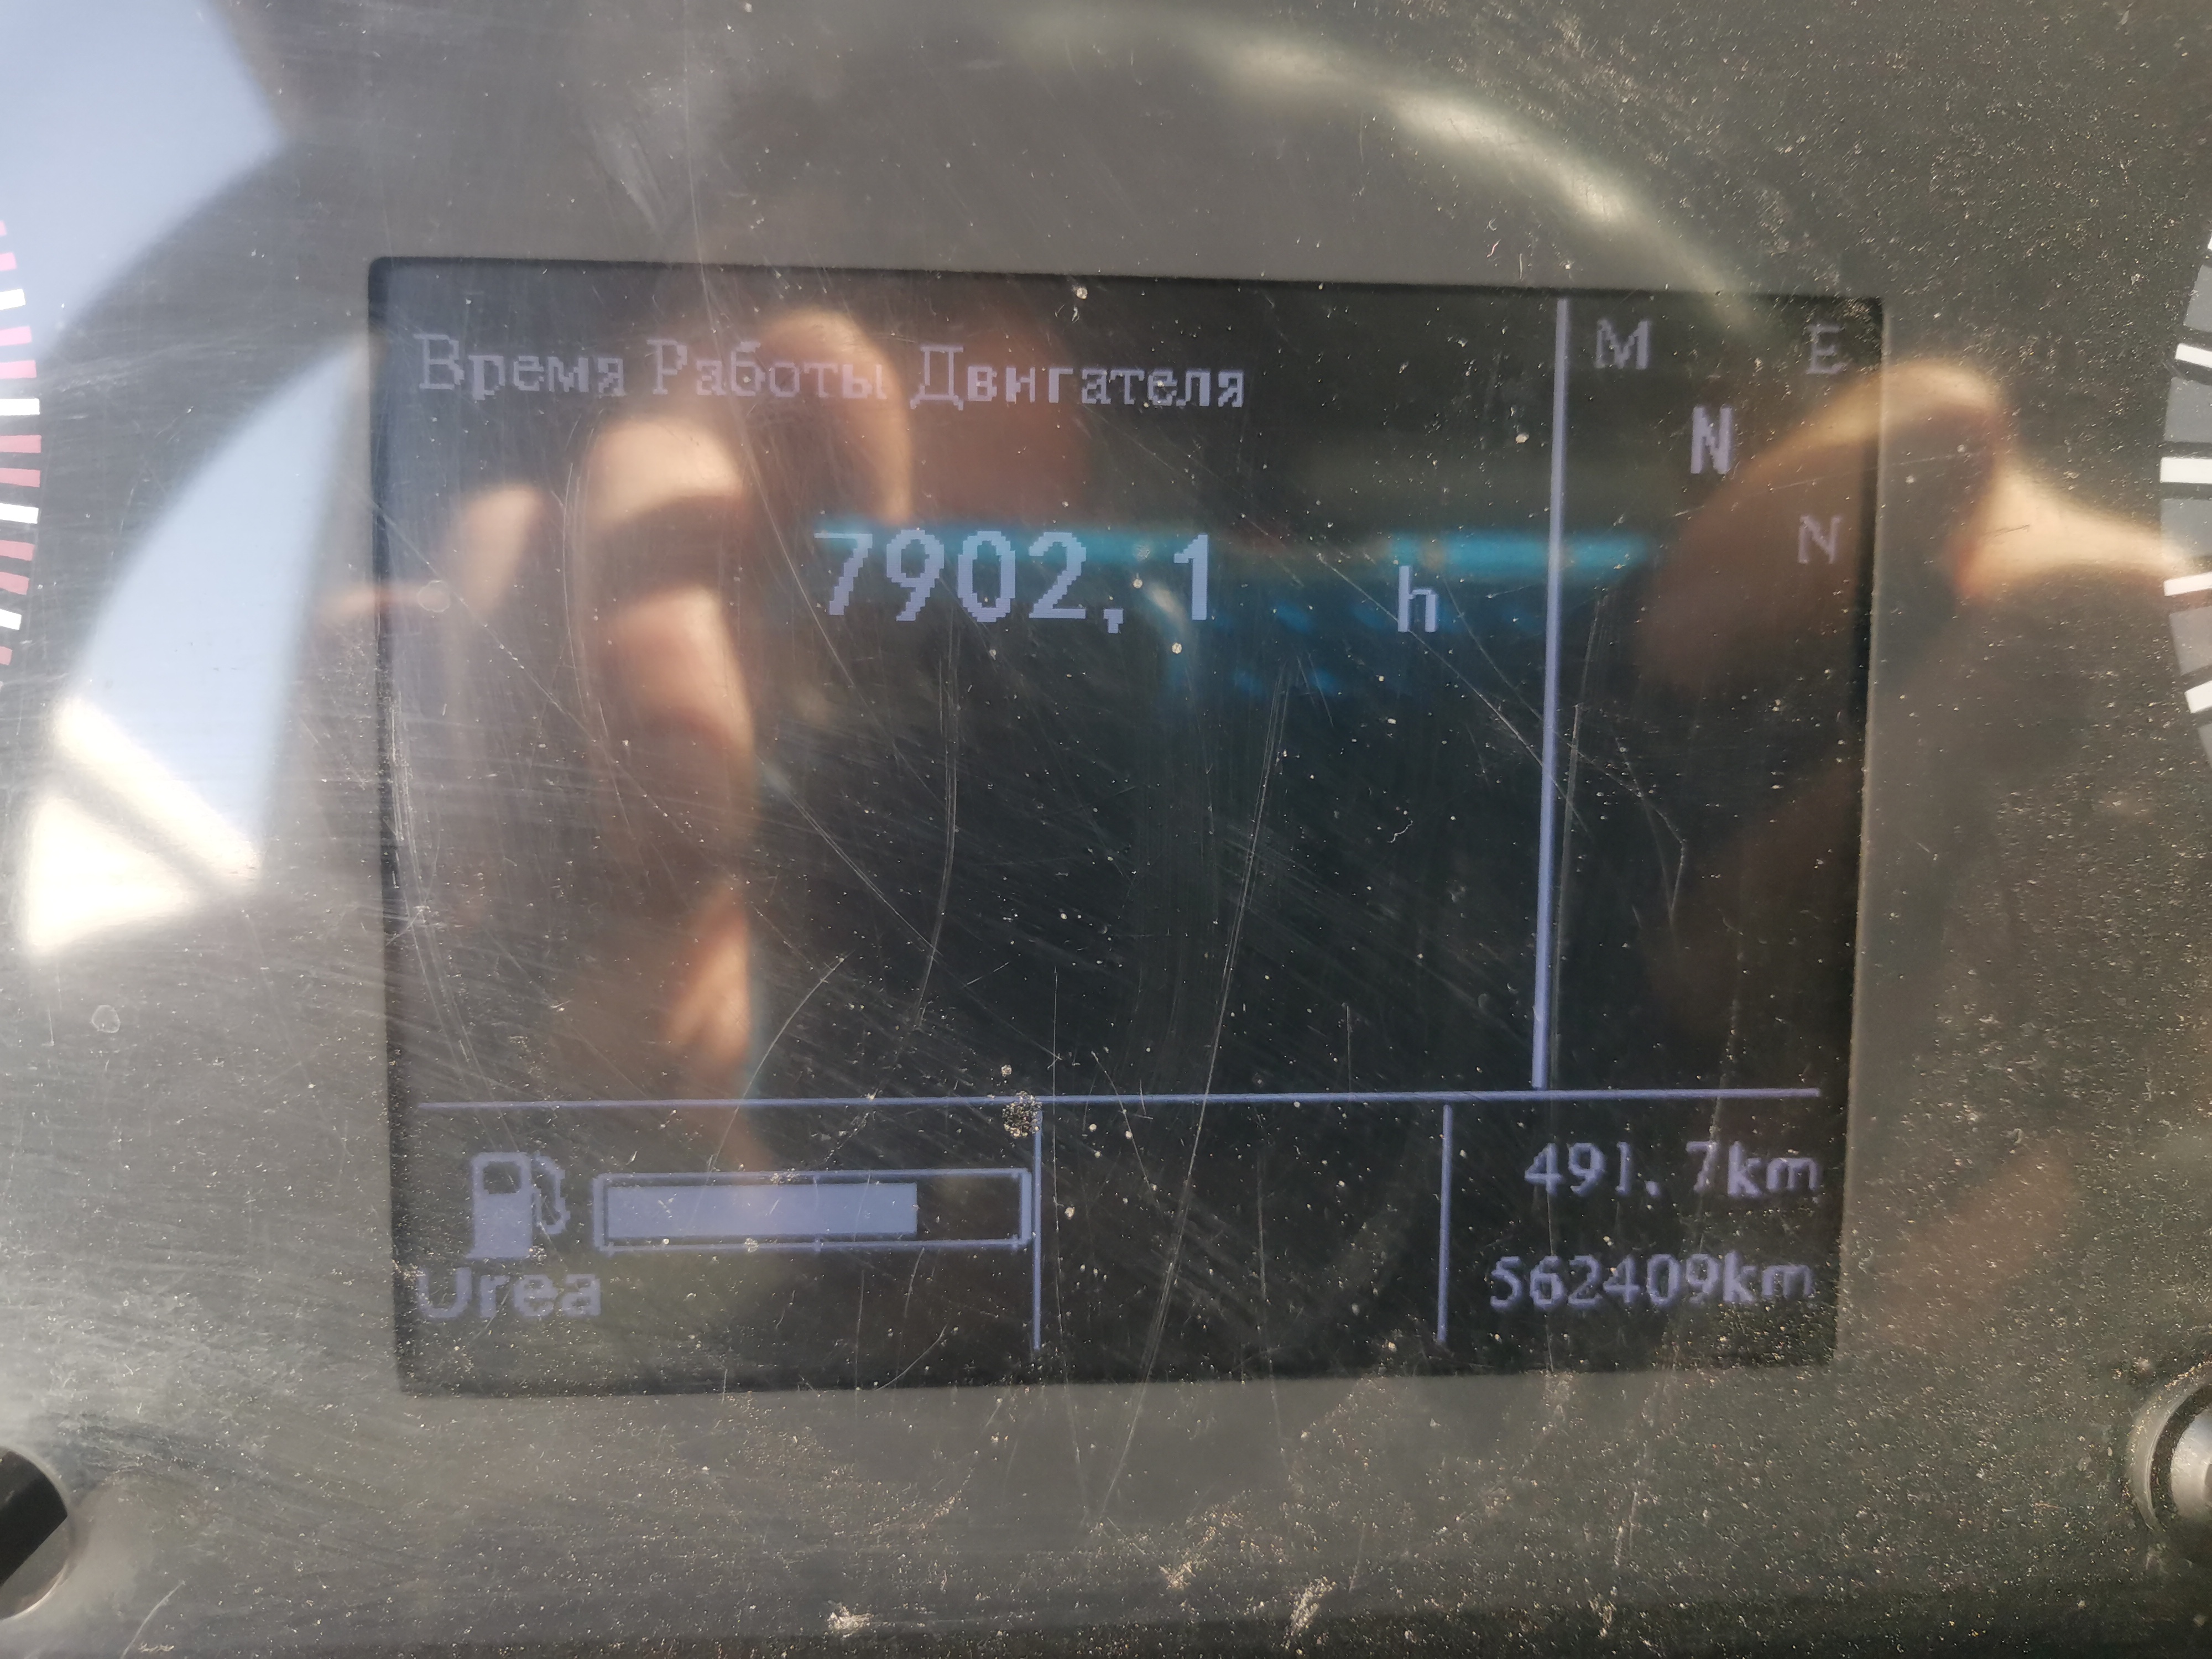 Время Работы Двигателя
M E
N
N
7902,1 h
Urea
491.7km
562409km